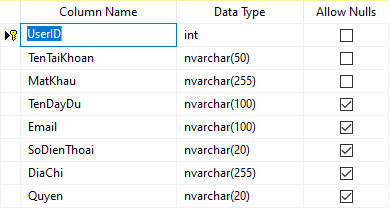 Column Name Data Type Allow Nulls
UserID int
TenTaiKhoan nvarchar(50)
MatKhau nvarchar(255)
TenDayDu nvarchar(100)
Email nvarchar(100)
SoDienThoai nvarchar(20)
DiaChi nvarchar(255)
Quyen nvarchar(20)